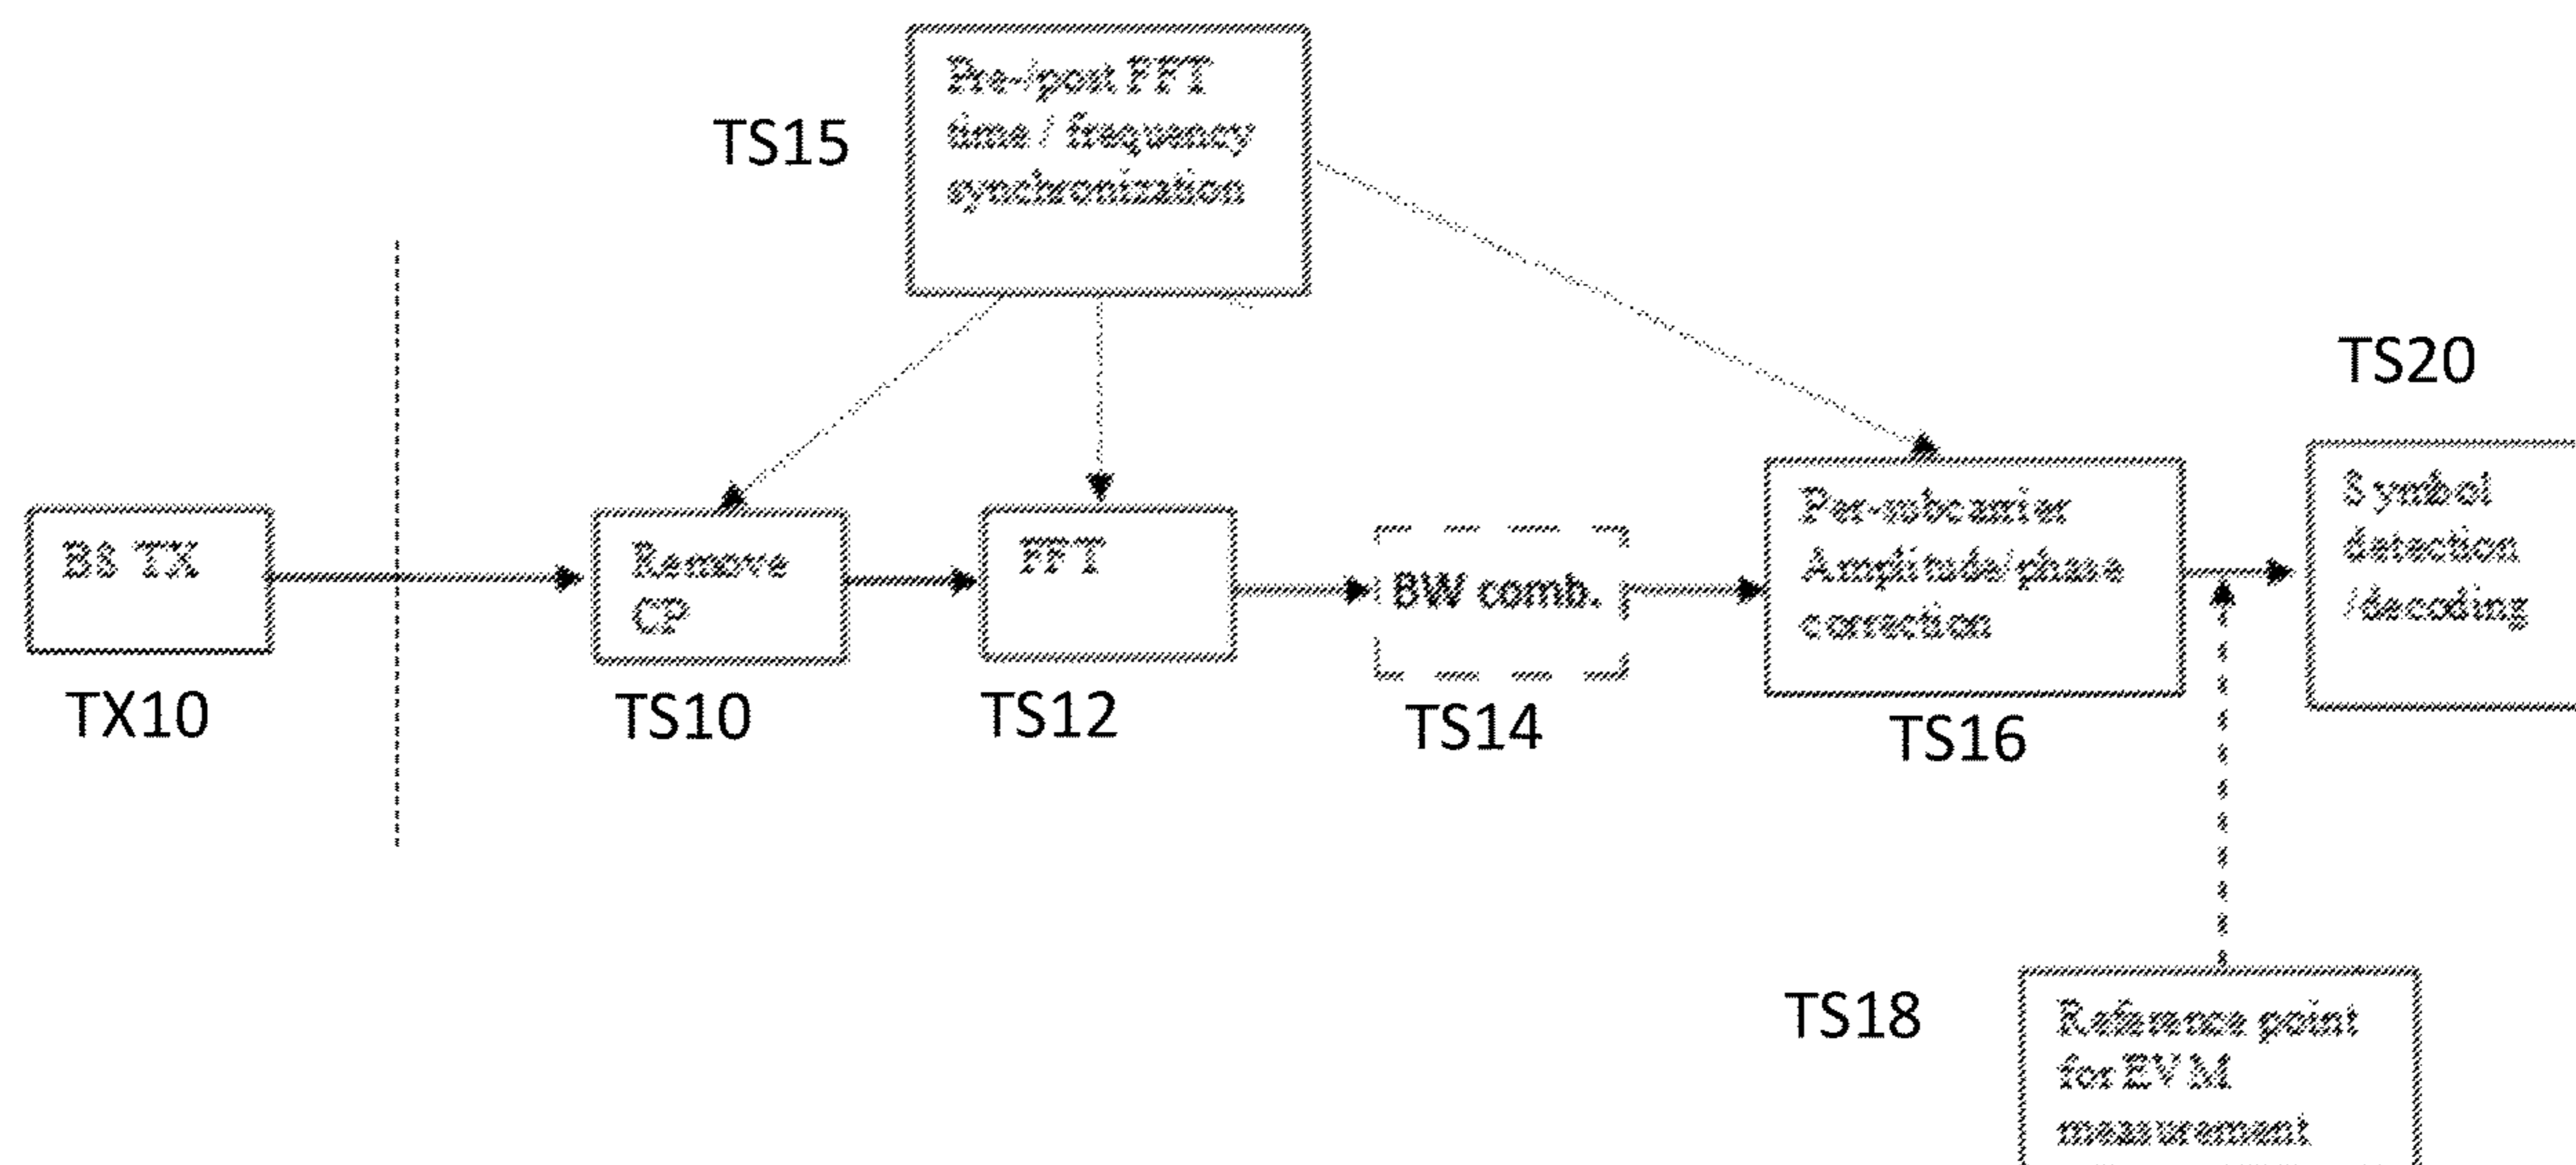 Pre-/post FFT
time / frequency
synchronization
TS15
TS20
BS TX
TX10
Remove
CP
TS10
FFT
TS12
BW comb.
TS14
Per-subcarrier
Amplitude/phase
correction
TS16
Symbol
detection
/decoding
TS18
Reference point
for EVM
measurement